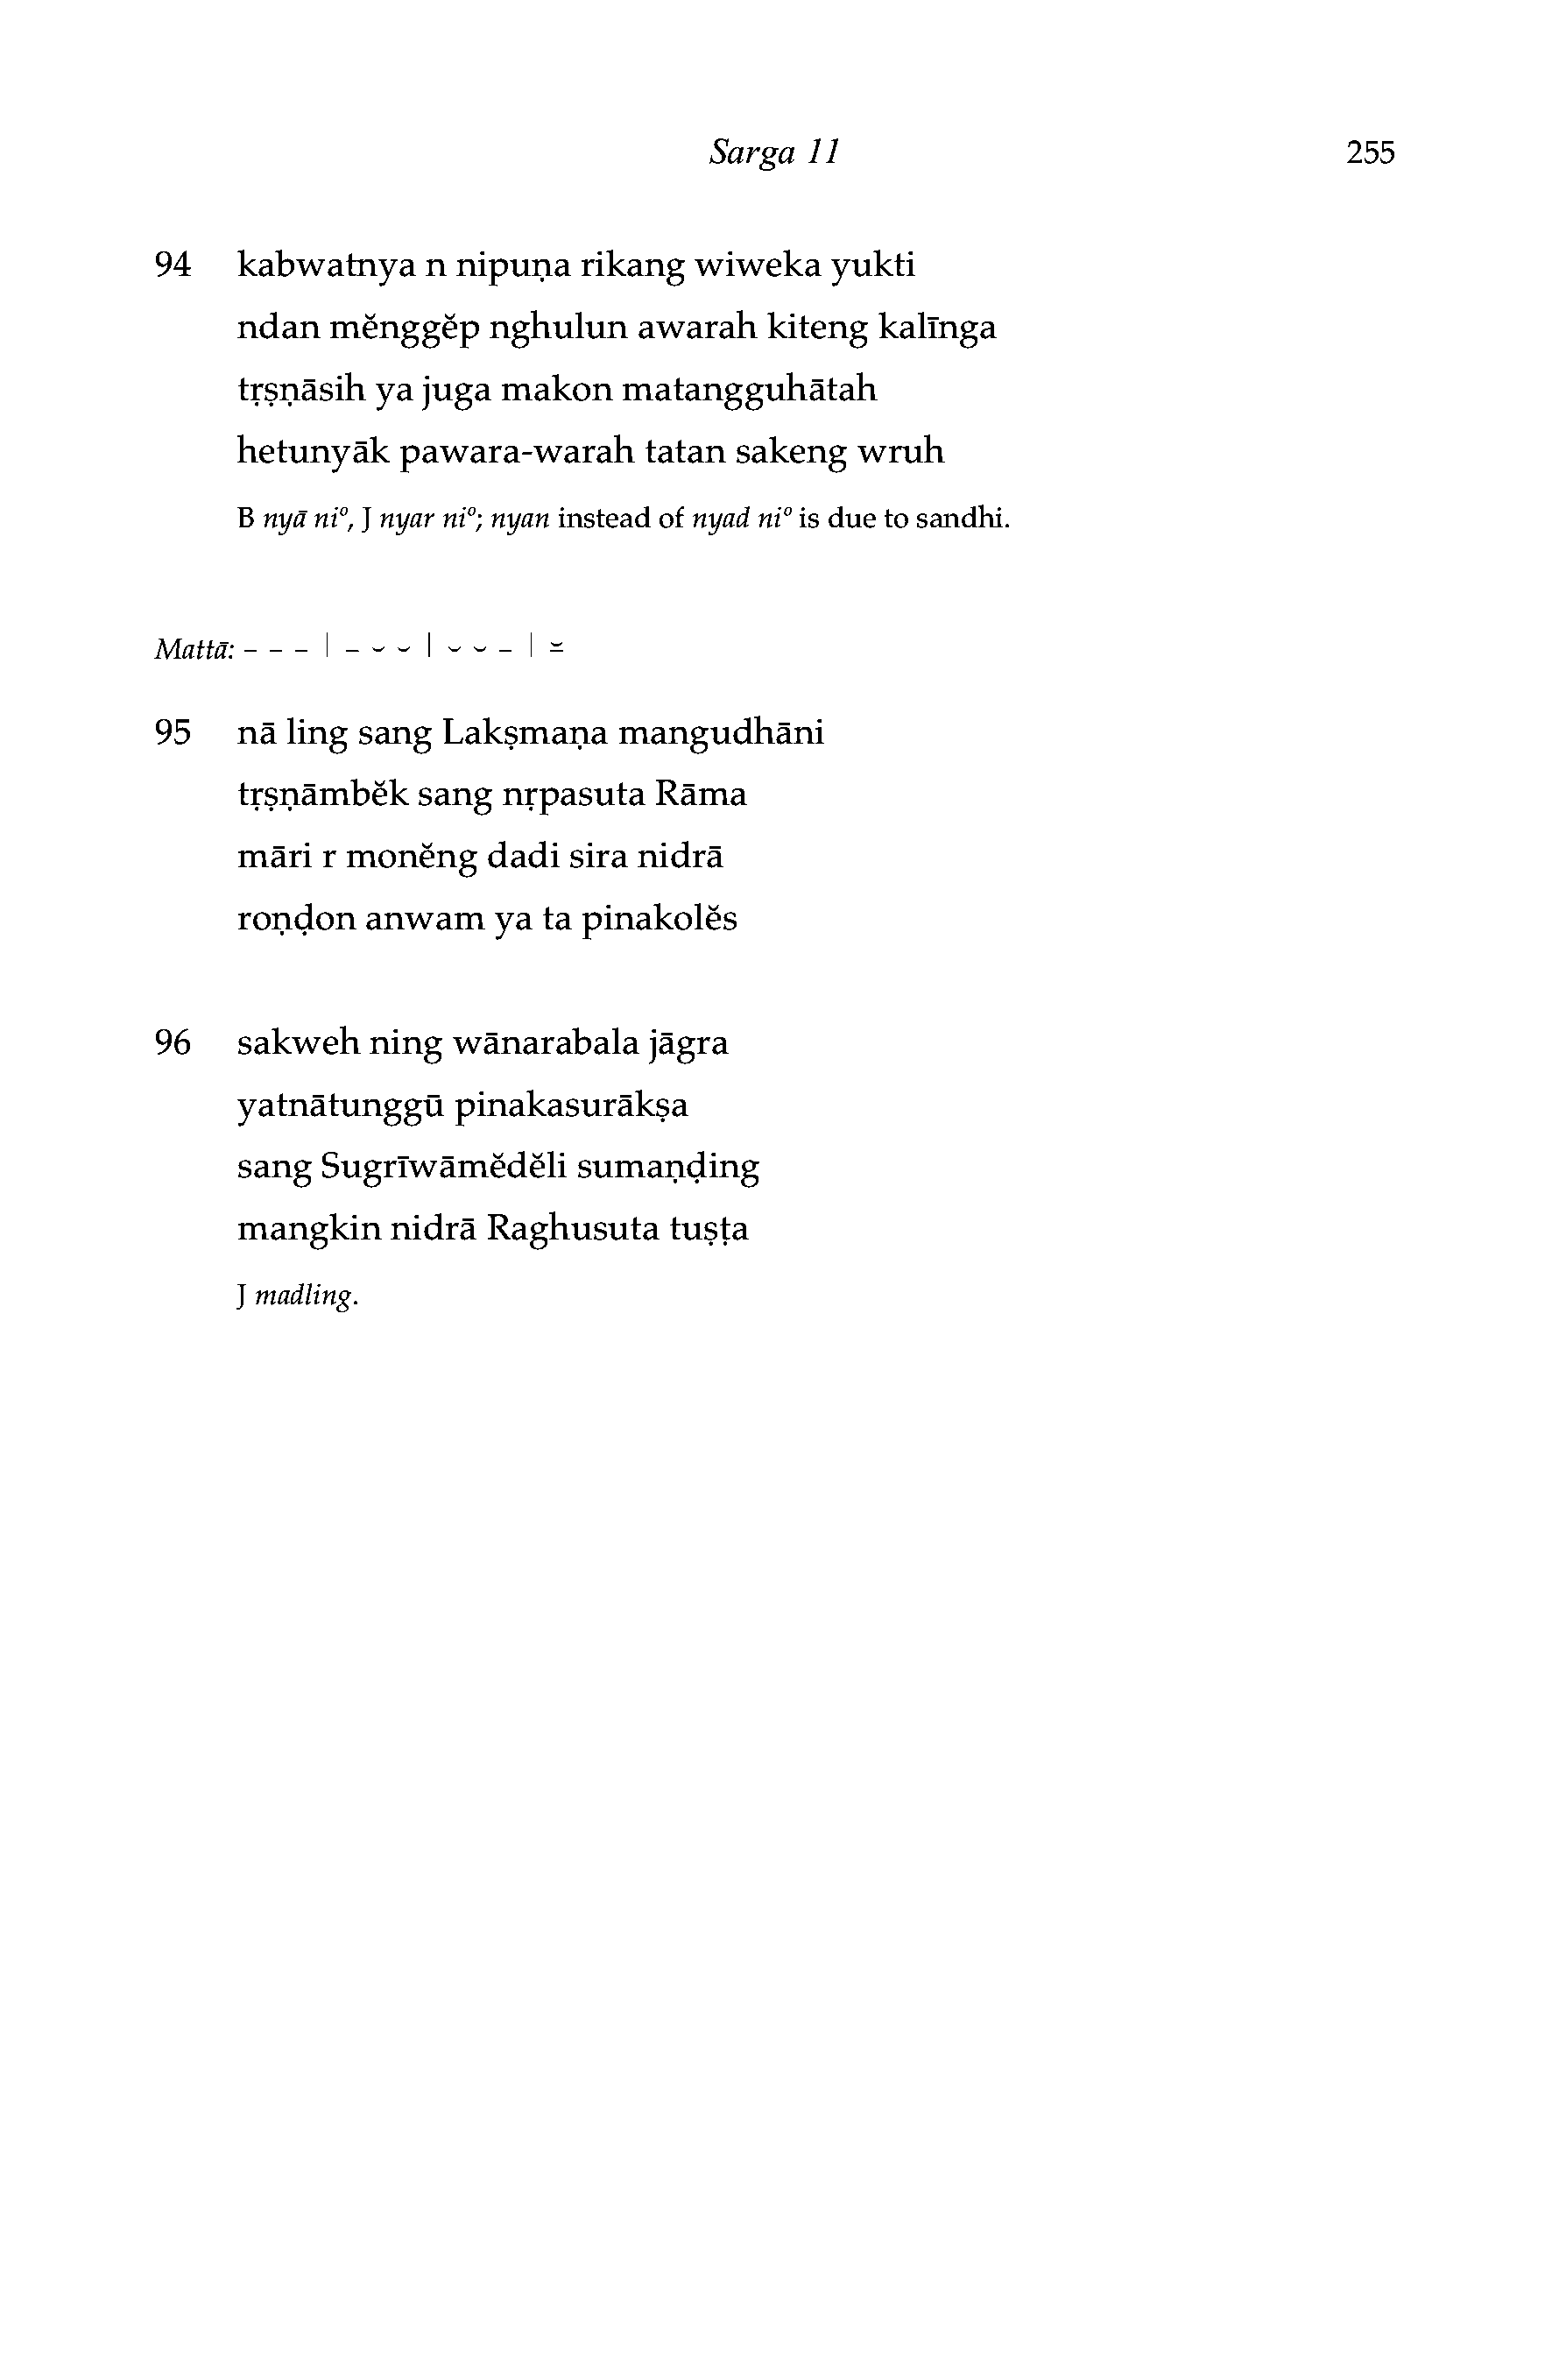 Sarga 11 255
94 kabwatnya n nipuṇa rikang wiweka yukti
ndan mĕnggĕp nghulun awarah kiteng kalīnga
tṛṣṇāsih ya juga makon matangguhātah
hetunyāk pawara-warah tatan sakeng wruh
B nyā niº, J nyar niº; nyan instead of nyad niº is due to sandhi.
Mattā: – – – | – ⏑ ⏑ | ⏑ ⏑ – | ⏓
95 nā ling sang Lakṣmaṇa mangudhāni
tṛṣṇāmbĕk sang nṛpasuta Rāma
māri r monĕng dadi sira nidrā
roṇḍon anwam ya ta pinakolĕs
96 sakweh ning wānarabala jāgra
yatnātunggū pinakasurākṣa
sang Sugrīwāmĕdĕli sumaṇḍing
mangkin nidrā Raghusuta tuṣṭa
J madling.